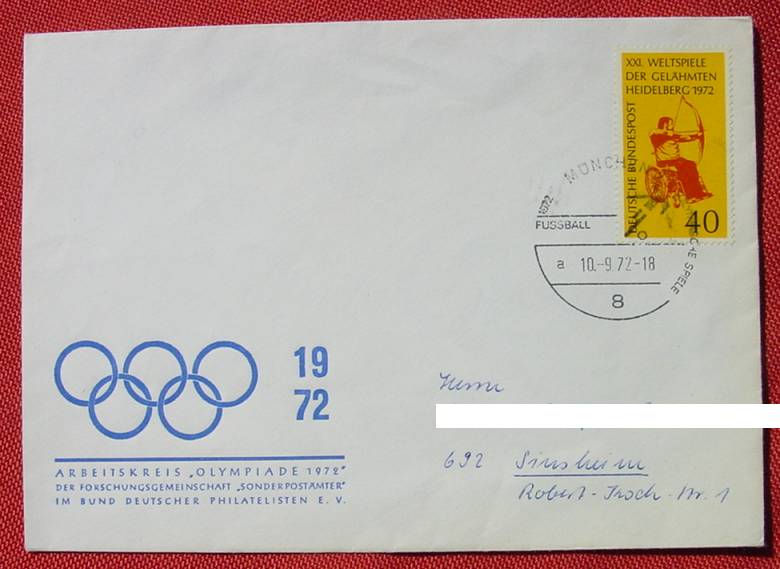 XXI. WELTSPIELE
DER GELÄHMTEN
HEIDELBERG 1972
DEUTSCHE BUNDESPOST
40
MÜNCHEN
1972
SPIELE
FUSSBALL
a 10.-9.72-18
8
19
72
ARBEITSKREIS „OLYMPIADE 1972"
DER FORSCHUNGSGEMEINSCHAFT „SONDERPOSTÄMTER"
IM BUND DEUTSCHER PHILATELISTEN E. V.
Herrn
692 Sinsheim
Robert-Koch-Str. 1